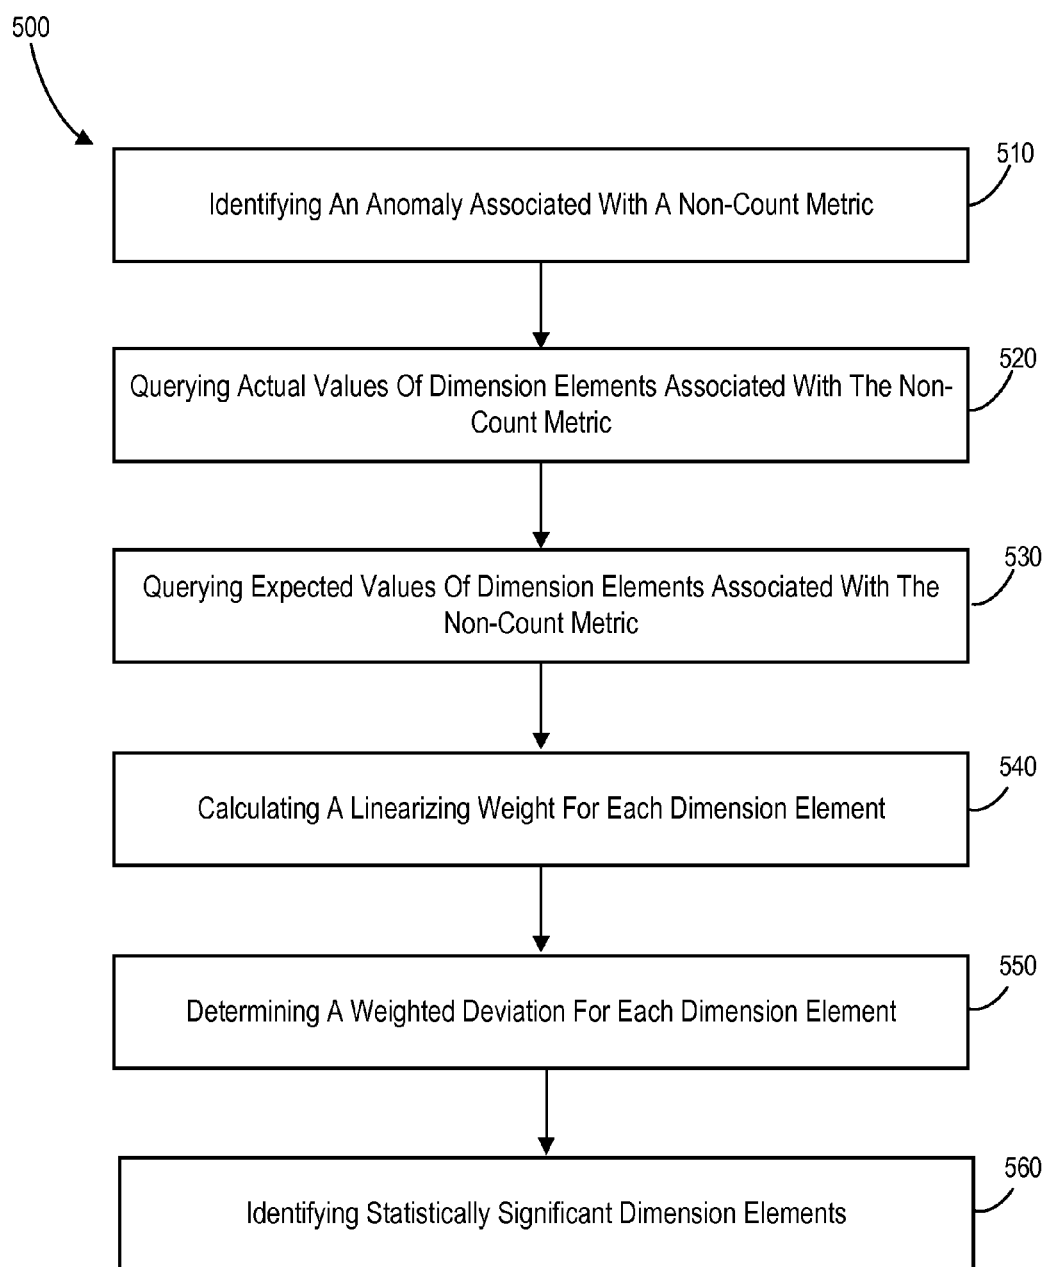 500
510
Identifying An Anomaly Associated With A Non-Count Metric
520
Querying Actual Values Of Dimension Elements Associated With The Non-
Count Metric
530
Querying Expected Values Of Dimension Elements Associated With The
Non-Count Metric
540
Calculating A Linearizing Weight For Each Dimension Element
550
Determining A Weighted Deviation For Each Dimension Element
560
Identifying Statistically Significant Dimension Elements